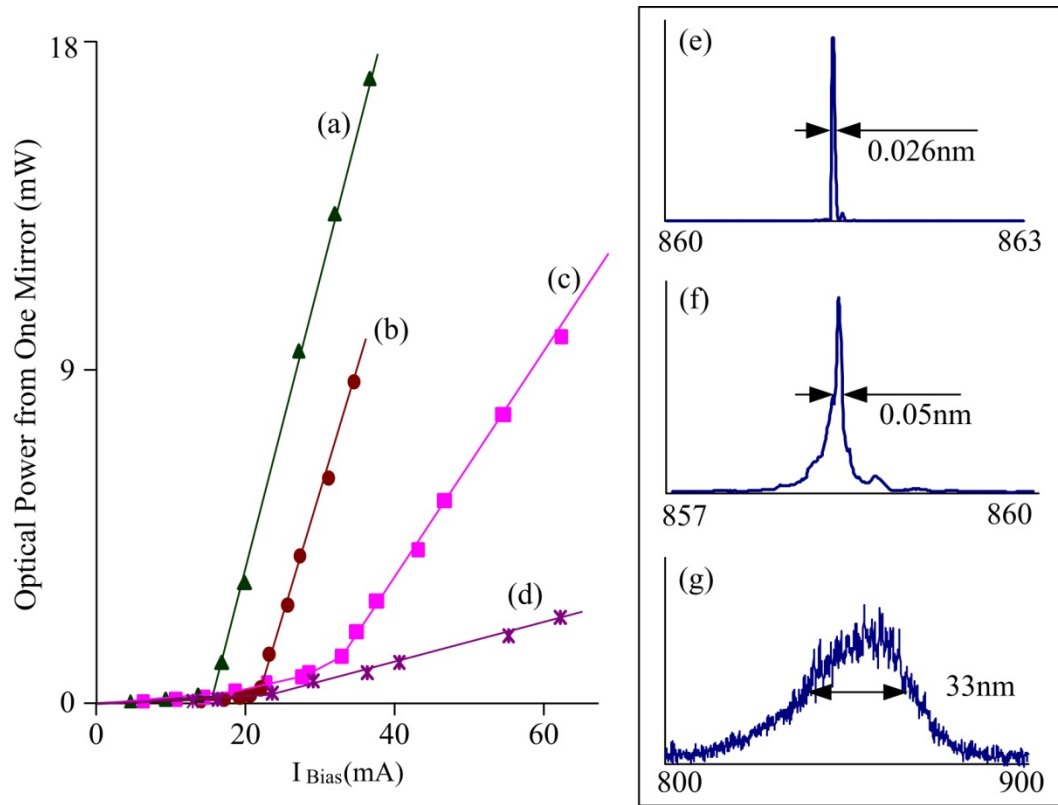 Optical Power from One Mirror (mW)
18
9
0
(a)
(b)
(c)
(d)
0 20 40 60
I Bias(mA)
(e)
0.026nm
860 863
(f)
0.05nm
857 860
(g)
33nm
800 900